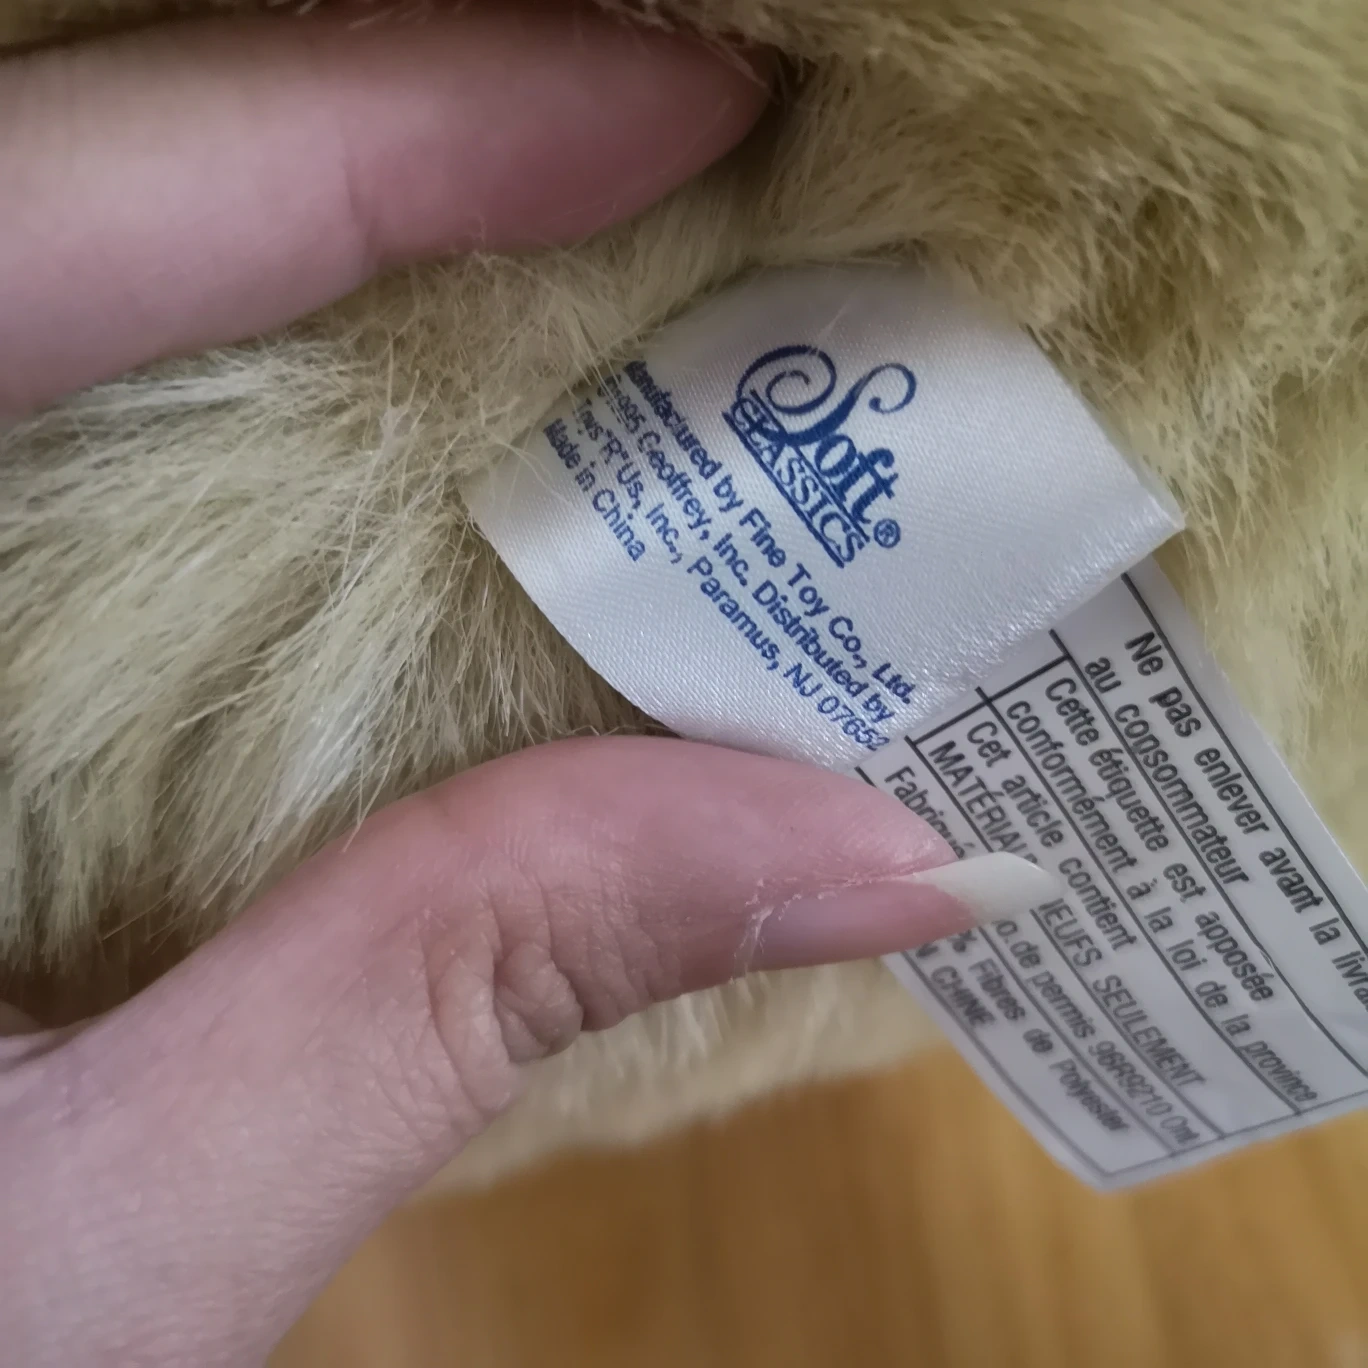 Soft®
CLASSICS
Manufactured by Fine Toy Co., Ltd.
Geoffrey, Inc. Distributed by
Toys"R"Us, Inc., Paramus, NJ 07652
Made in China
Ne pas enlever avant la
au consommateur
Cette étiquette est apposée
conformément à la loi de la province
Cet article contient
SEULEMENT
de permis 96R9210 Ont
Fibres de Polyester
CHINE